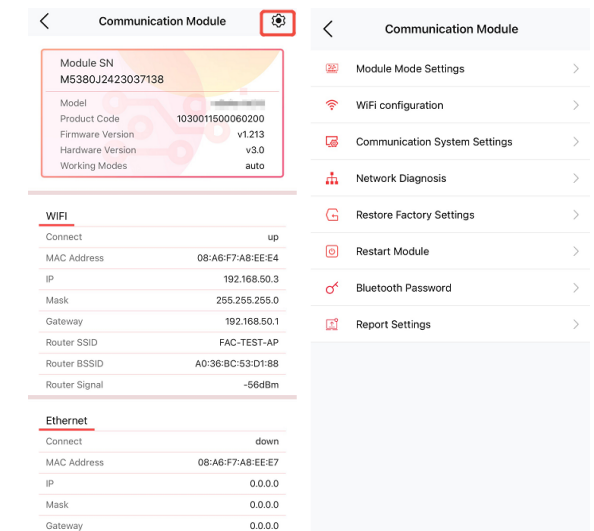 Communication Module
Module SN
M5380J2423037138
Model
Product Code 1030011500060200
Firmware Version v1.213
Hardware Version v3.0
Working Modes auto
WIFI
Connect up
MAC Address 08:A6:F7:A8:EE:E4
IP 192.168.50.3
Mask 255.255.255.0
Gateway 192.168.50.1
Router SSID FAC-TEST-AP
Router BSSID A0:36:BC:53:D1:88
Router Signal -56dBm
Ethernet
Connect down
MAC Address 08:A6:F7:A8:EE:E7
IP 0.0.0.0
Mask 0.0.0.0
Gateway 0.0.0.0
Communication Module
Module Mode Settings
WiFi configuration
Communication System Settings
Network Diagnosis
Restore Factory Settings
Restart Module
Bluetooth Password
Report Settings